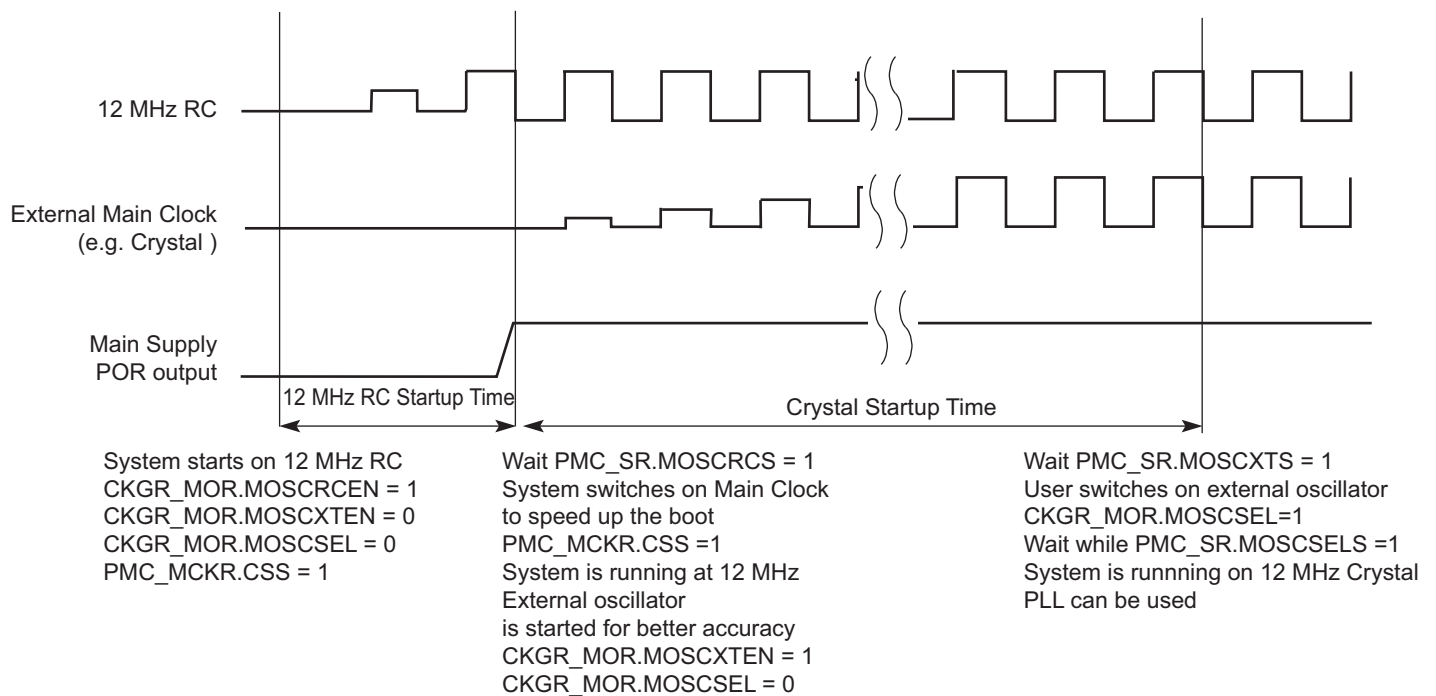 12 MHz RC
External Main Clock
(e.g. Crystal )
Main Supply
POR output
12 MHz RC Startup Time
Crystal Startup Time
System starts on 12 MHz RC
CKGR_MOR.MOSCRCEN = 1
CKGR_MOR.MOSCXTEN = 0
CKGR_MOR.MOSCSEL = 0
PMC_MCKR.CSS = 1
Wait PMC_SR.MOSCRCS = 1
System switches on Main Clock
to speed up the boot
PMC_MCKR.CSS =1
System is running at 12 MHz
External oscillator
is started for better accuracy
CKGR_MOR.MOSCXTEN = 1
CKGR_MOR.MOSCSEL = 0
Wait PMC_SR.MOSCXTS = 1
User switches on external oscillator
CKGR_MOR.MOSCSEL=1
Wait while PMC_SR.MOSCSELS =1
System is runnning on 12 MHz Crystal
PLL can be used